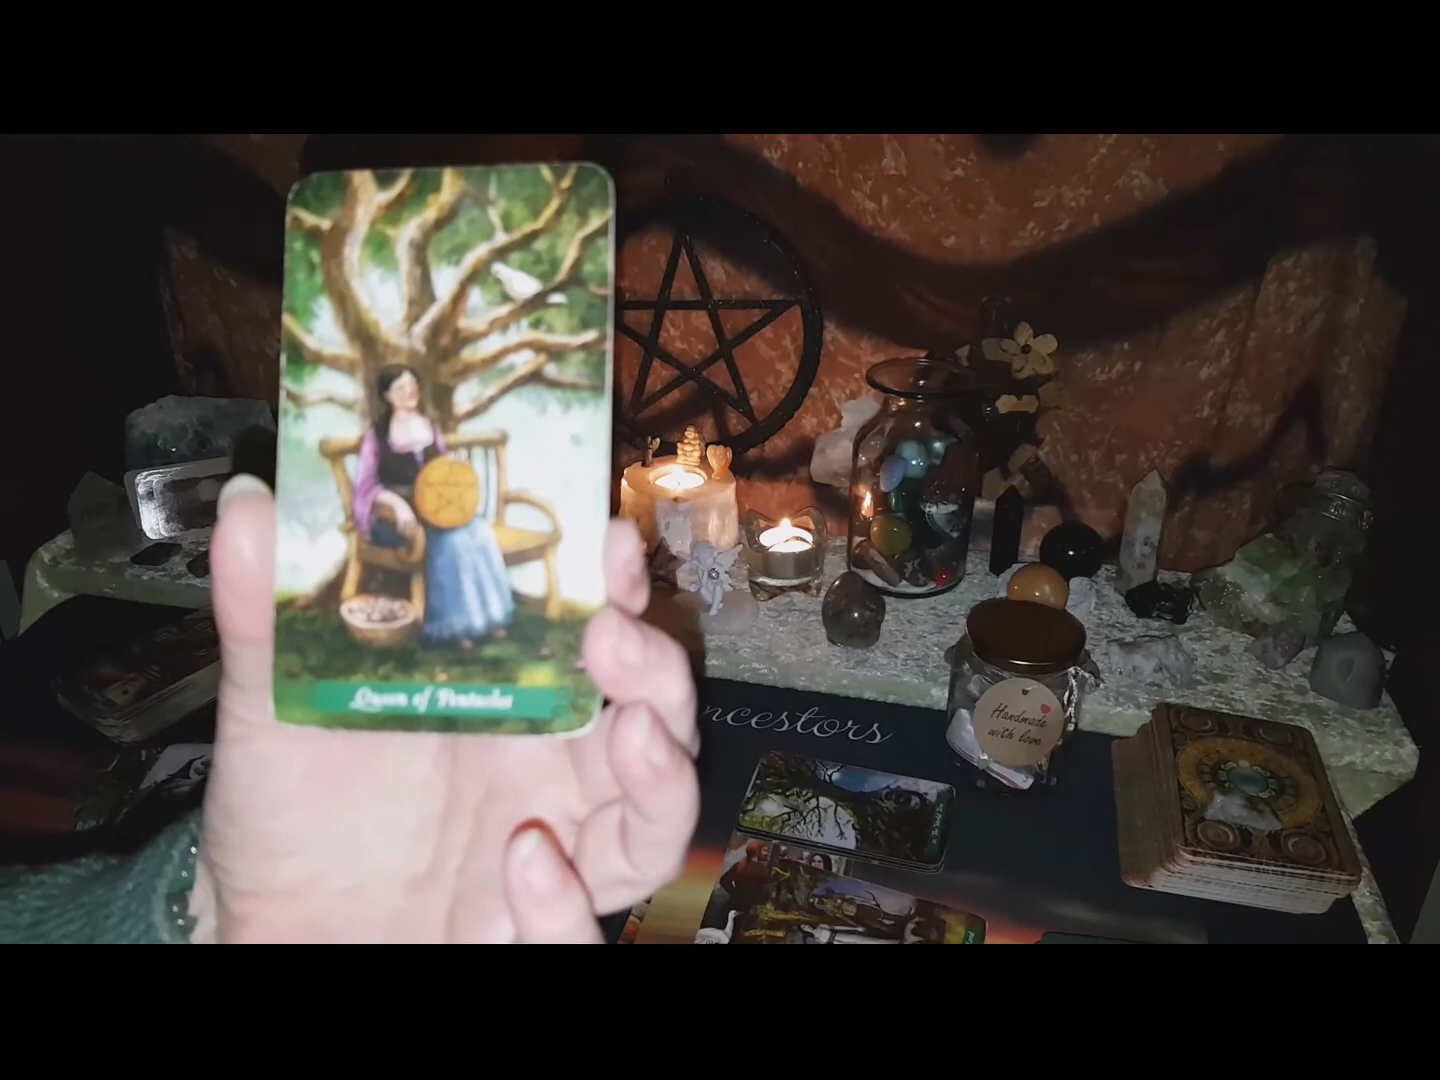 Queen of Pentacles
ncestors
Handmade
with love